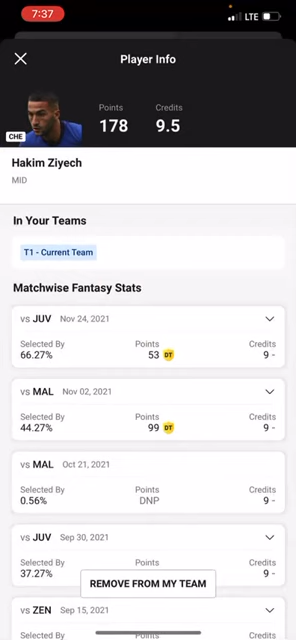 7:37
LTE
Player Info
Points
Credits
178
9.5
CHE
Hakim Ziyech
MID
In Your Teams
T1 - Current Team
Matchwise Fantasy Stats
vs JUV Nov 24, 2021
Selected By Points Credits
66.27% 53 DT 9 -
vs MAL Nov 02, 2021
Selected By Points Credits
44.27% 99 DT 9 -
vs MAL Oct 21, 2021
Selected By Points Credits
0.56% DNP 9 -
vs JUV Sep 30, 2021
Selected By Points Credits
37.27% 9 -
REMOVE FROM MY TEAM
vs ZEN Sep 15, 2021
Selected By Points Credits